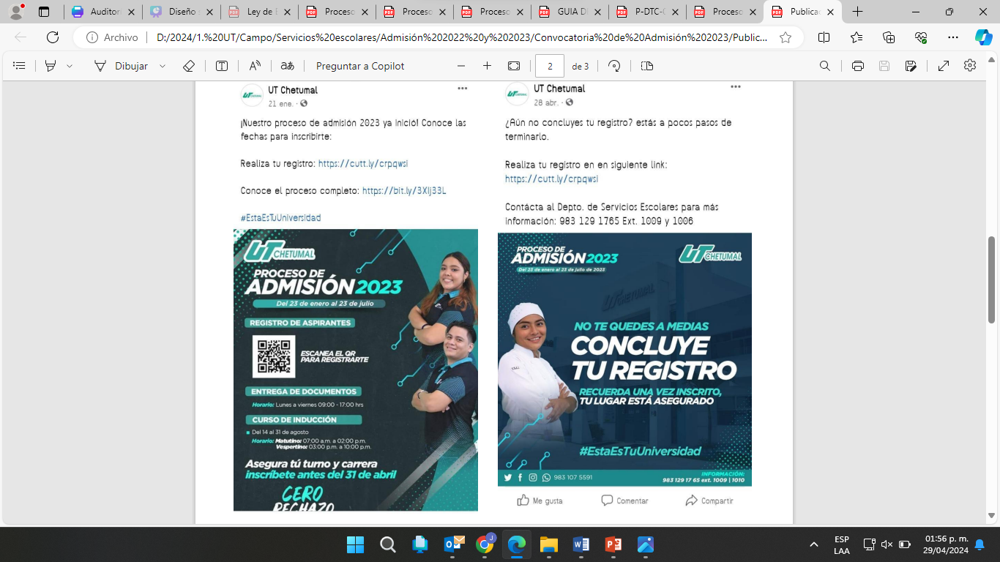 Auditori
Diseño
Ley de E
Proceso
Proceso
Proceso
GUIA D
P-DTC-
Proceso
Publicac
Archivo
D:/2024/1.%20UT/Campo/Servicios%20escolares/Admisión%202022%20y%202023/Convocatoria%20de%20Admisión%202023/Public...
Dibujar
Preguntar a Copilot
2
de 3
UT Chetumal
21 ene. ·
¡Nuestro proceso de admisión 2023 ya inició! Conoce las
fechas para inscribirte:
Realiza tu registro: https://cutt.ly/crpqwsi
Conoce el proceso completo: https://bit.ly/3XIj33L
#EstaEsTuUniversidad
UT CHETUMAL
PROCESO DE
ADMISIÓN 2023
Del 23 de enero al 23 de julio
REGISTRO DE ASPIRANTES
ESCANEA EL QR
PARA REGISTRARTE
ENTREGA DE DOCUMENTOS
Horario: Lunes a viernes 09:00 - 17:00 hrs
CURSO DE INDUCCIÓN
Del 14 al 31 de agosto
Horario: Matutino: 07:00 a.m. a 02:00 p.m.
Vespertino: 03:00 p.m. a 10:00 p.m.
Asegura tú turno y carrera
inscríbete antes del 31 de abril
CERO
RECHAZO
UT Chetumal
28 abr. ·
¿Aún no concluyes tu registro? estás a pocos pasos de
terminarlo.
Realiza tu registro en en siguiente link:
https://cutt.ly/crpqwsi
Contácta al Depto. de Servicios Escolares para más
información: 983 129 1765 Ext. 1009 y 1006
PROCESO DE
ADMISIÓN 2023
Del 23 de enero al 23 de julio de 2023
UT CHETUMAL
UT CHETUMAL
NO TE QUEDES A MEDIAS
CONCLUYE
TU REGISTRO
RECUERDA UNA VEZ INSCRITO,
TU LUGAR ESTÁ ASEGURADO
#EstaEsTuUniversidad
983 107 5591
INFORMACIÓN:
983 129 17 65 ext. 1009 | 1010
Me gusta
Comentar
Compartir
ESP
LAA
01:56 p. m.
29/04/2024